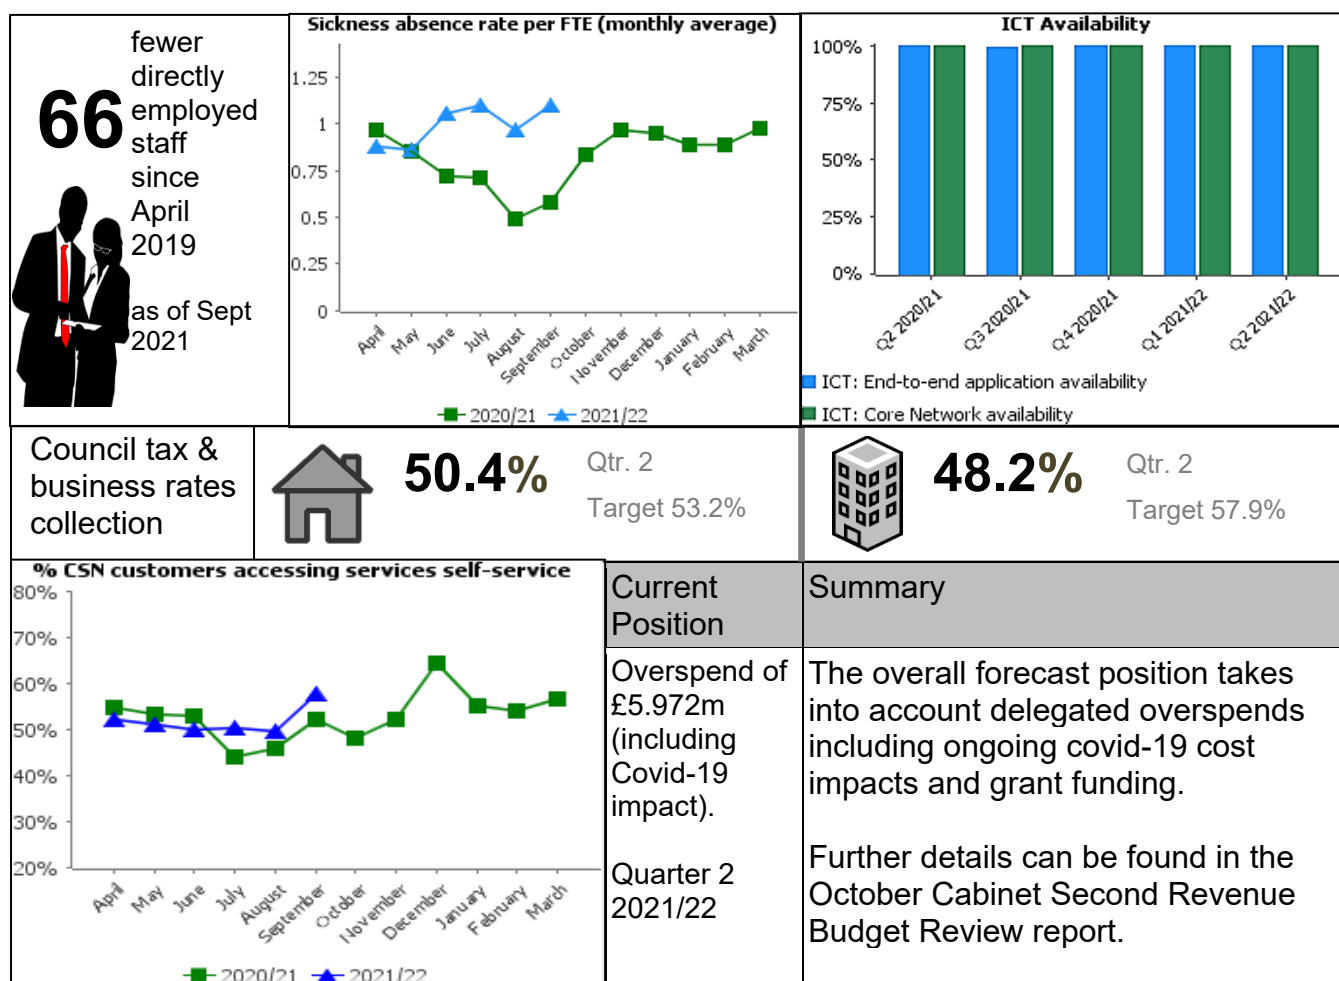 66
fewer
directly
employed
staff
since
April
2019
as of Sept
2021
Sickness absence rate per FTE (monthly average)
1.25
1
0.75
0.5
0.25
0
April
May
June
July
August
September
October
November
December
January
February
March
2020/21
2021/22
ICT Availability
100%
75%
50%
25%
0%
Q2 2020/21
Q3 2020/21
Q4 2020/21
Q1 2021/22
Q2 2021/22
ICT: End-to-end application availability
ICT: Core Network availability
Council tax &
business rates
collection
50.4%
Qtr. 2
Target 53.2%
48.2%
Qtr. 2
Target 57.9%
% CSN customers accessing services self-service
80%
70%
60%
50%
40%
30%
20%
April
May
June
July
August
September
October
November
December
January
February
March
2020/21
2021/22
Current
Position
Summary
Overspend of
£5.972m
(including
Covid-19
impact).
Quarter 2
2021/22
The overall forecast position takes
into account delegated overspends
including ongoing covid-19 cost
impacts and grant funding.
Further details can be found in the
October Cabinet Second Revenue
Budget Review report.